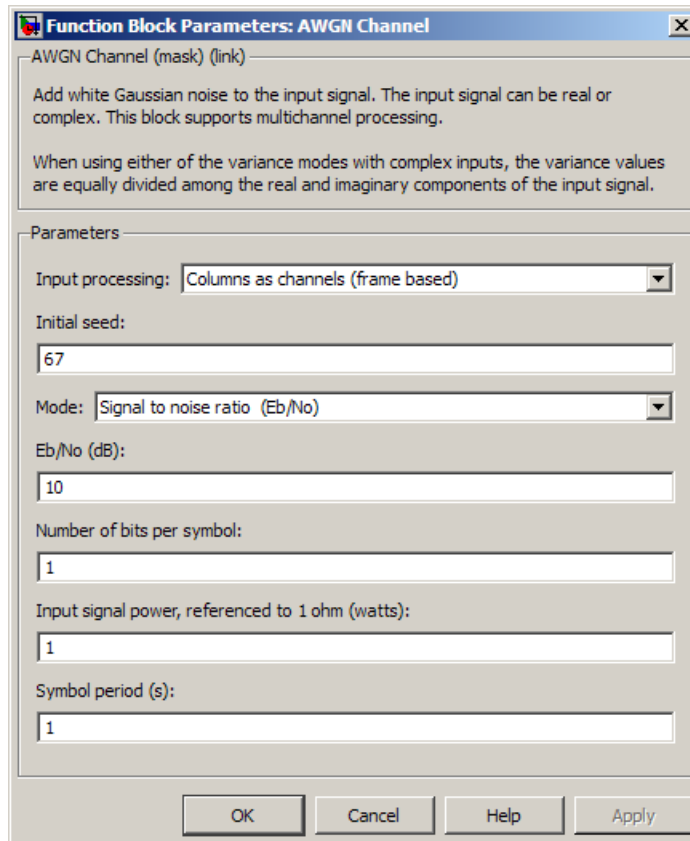 Function Block Parameters: AWGN Channel
AWGN Channel (mask) (link)
Add white Gaussian noise to the input signal. The input signal can be real or
complex. This block supports multichannel processing.
When using either of the variance modes with complex inputs, the variance values
are equally divided among the real and imaginary components of the input signal.
Parameters
Input processing: Columns as channels (frame based)
Initial seed:
67
Mode: Signal to noise ratio (Eb/No)
Eb/No (dB):
10
Number of bits per symbol:
1
Input signal power, referenced to 1 ohm (watts):
1
Symbol period (s):
1
OK Cancel Help Apply